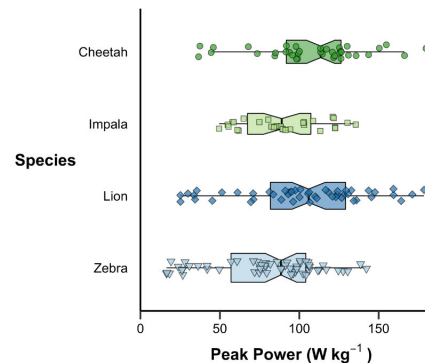 Cheetah
Impala
Species
Lion
Zebra
0 50 100 150
Peak Power (W kg⁻¹ )